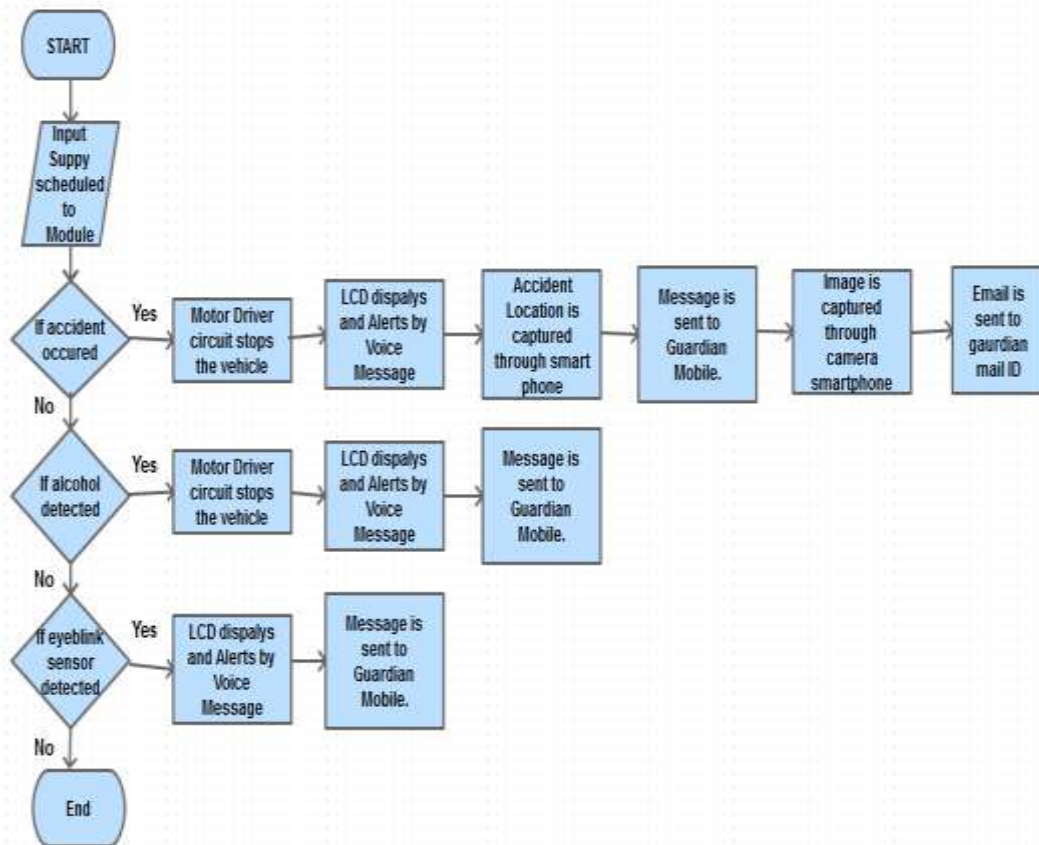 START
Input
Suppy
scheduled
to
Module
If accident
occured
Yes
Motor Driver
circuit stops
the vehicle
LCD dispalys
and Alerts by
Voice
Message
Accident
Location is
captured
through smart
phone
Message is
sent to
Guardian
Mobile.
Image is
captured
through
camera
smartphone
Email is
sent to
gaurdian
mail ID
No
If alcohol
detected
Yes
Motor Driver
circuit stops
the vehicle
LCD dispalys
and Alerts by
Voice
Message
Message is
sent to
Guardian
Mobile.
No
If eyeblink
sensor
detected
Yes
LCD dispalys
and Alerts by
Voice
Message
Message is
sent to
Guardian
Mobile.
No
End